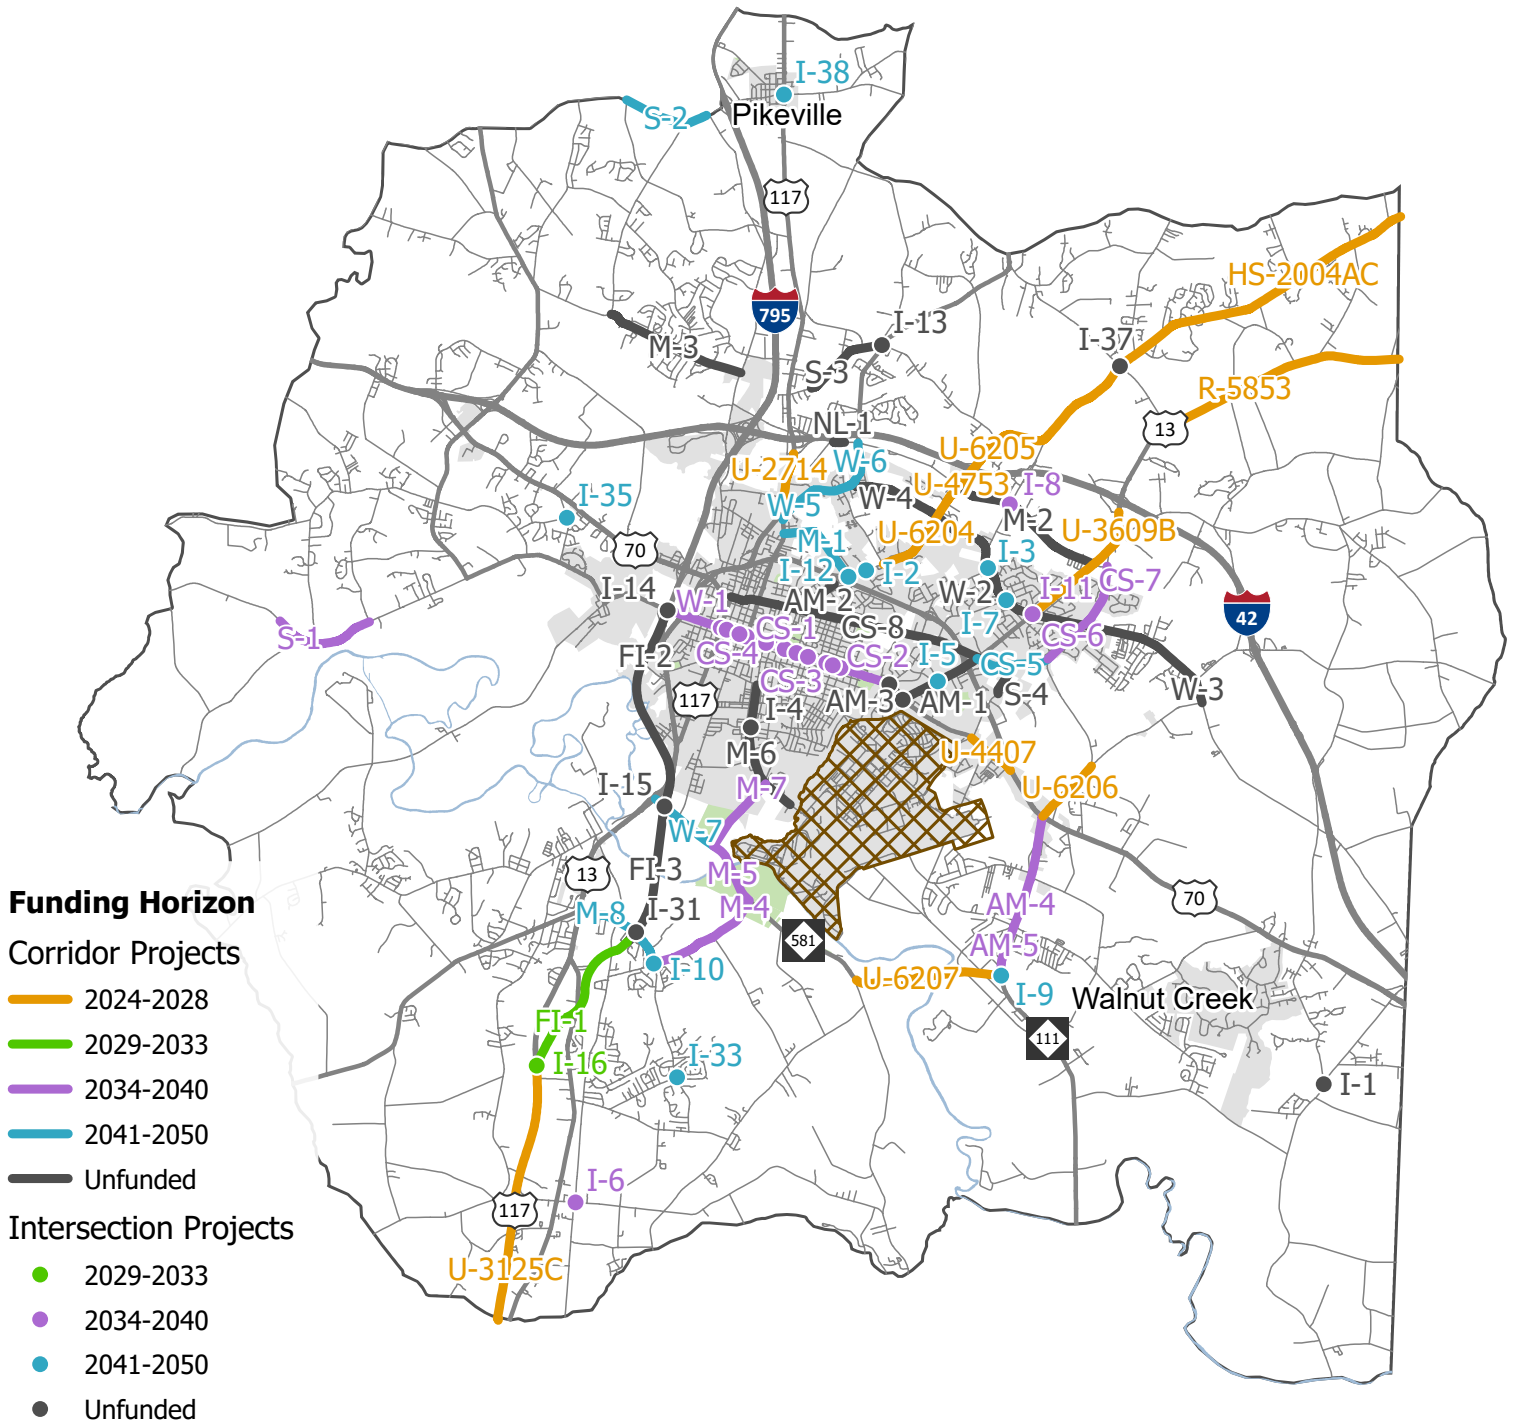 I-38
Pikeville
S-2
117
HS-2004AC
795
I-13
I-37
M-3
S-3
R-5853
NL-1
13
U-6205
W-6
U-2714
U-4753
I-8
W-4
I-35
W-5
M-2
U-3609B
U-6204
M-1
70
I-3
I-12
I-2
CS-7
I-14
W-1
AM-2
W-2
I-11
42
CS-1
CS-8
I-7
CS-6
S-1
FI-2
CS-4
CS-2
I-5
CS-5
CS-3
W-3
117
I-4
AM-3
AM-1
S-4
M-6
U-4407
I-15
M-7
U-6206
W-7
FI-3
M-5
13
70
Funding Horizon
M-8
I-31
M-4
AM-4
Corridor Projects
581
AM-5
I-10
U-6207
I-9
Walnut Creek
2024-2028
FI-1
111
2029-2033
I-16
I-33
I-1
2034-2040
2041-2050
Unfunded
I-6
117
Intersection Projects
U-3125C
2029-2033
2034-2040
2041-2050
Unfunded